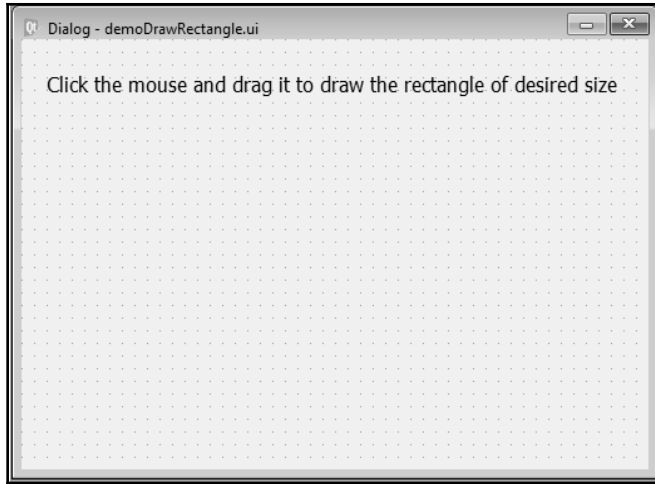 Dialog - demoDrawRectangle.ui
Click the mouse and drag it to draw the rectangle of desired size